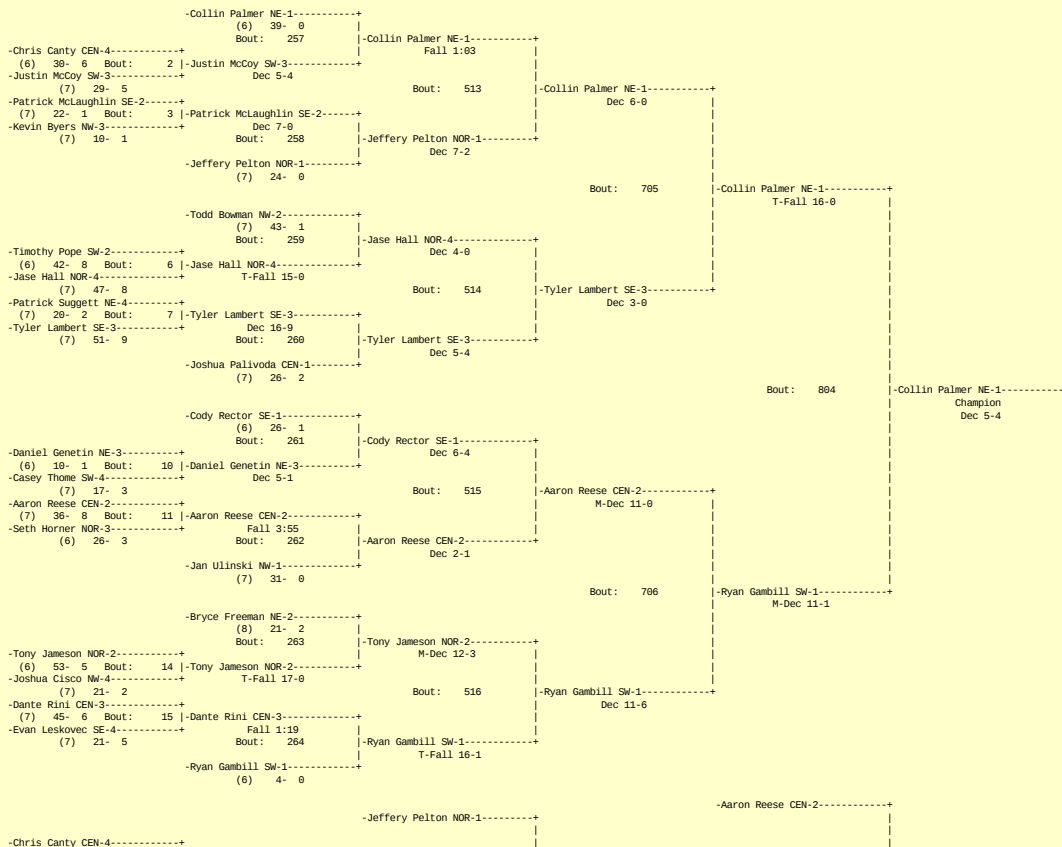 -Collin Palmer NE-1-----------+
(6) 39- 0 |
Bout: 257 |-Collin Palmer NE-1-----------+
-Chris Canty CEN-4------------+ | Fall 1:03 |
(6) 30- 6 Bout: 2 |-Justin McCoy SW-3------------+ |
-Justin McCoy SW-3------------+ Dec 5-4 |
(7) 29- 5 Bout: 513 |-Collin Palmer NE-1-----------+
-Patrick McLaughlin SE-2------+ | Dec 6-0 |
(7) 22- 1 Bout: 3 |-Patrick McLaughlin SE-2------+ | |
-Kevin Byers NW-3-------------+ Dec 7-0 | | |
(7) 10- 1 Bout: 258 |-Jeffery Pelton NOR-1---------+ |
| Dec 7-2 |
-Jeffery Pelton NOR-1---------+ |
(7) 24- 0 |
Bout: 705 |-Collin Palmer NE-1-----------+
| T-Fall 16-0 |
-Todd Bowman NW-2-------------+ | |
(7) 43- 1 | | |
Bout: 259 |-Jase Hall NOR-4--------------+ | |
-Timothy Pope SW-2------------+ | Dec 4-0 | | |
(6) 42- 8 Bout: 6 |-Jase Hall NOR-4--------------+ | | |
-Jase Hall NOR-4--------------+ T-Fall 15-0 | | |
(7) 47- 8 Bout: 514 |-Tyler Lambert SE-3-----------+ |
-Patrick Suggett NE-4---------+ | Dec 3-0 |
(7) 20- 2 Bout: 7 |-Tyler Lambert SE-3-----------+ | |
-Tyler Lambert SE-3-----------+ Dec 16-9 | | |
(7) 51- 9 Bout: 260 |-Tyler Lambert SE-3-----------+ |
| Dec 5-4 |
-Joshua Palivoda CEN-1--------+ |
(7) 26- 2 |
Bout: 804 |-Collin Palmer NE-1-----------
| Champion
-Cody Rector SE-1-------------+ | Dec 5-4
(6) 26- 1 | |
Bout: 261 |-Cody Rector SE-1-------------+ |
-Daniel Genetin NE-3----------+ | Dec 6-4 | |
(6) 10- 1 Bout: 10 |-Daniel Genetin NE-3----------+ | |
-Casey Thome SW-4-------------+ Dec 5-1 | |
(7) 17- 3 Bout: 515 |-Aaron Reese CEN-2------------+ |
-Aaron Reese CEN-2------------+ | M-Dec 11-0 | |
(7) 36- 8 Bout: 11 |-Aaron Reese CEN-2------------+ | | |
-Seth Horner NOR-3------------+ Fall 3:55 | | | |
(6) 26- 3 Bout: 262 |-Aaron Reese CEN-2------------+ | |
| Dec 2-1 | |
-Jan Ulinski NW-1-------------+ | |
(7) 31- 0 | |
Bout: 706 |-Ryan Gambill SW-1------------+
| M-Dec 11-1
-Bryce Freeman NE-2-----------+ |
(8) 21- 2 | |
Bout: 263 |-Tony Jameson NOR-2-----------+ |
-Tony Jameson NOR-2-----------+ | M-Dec 12-3 | |
(6) 53- 5 Bout: 14 |-Tony Jameson NOR-2-----------+ | |
-Joshua Cisco NW-4------------+ T-Fall 17-0 | |
(7) 21- 2 Bout: 516 |-Ryan Gambill SW-1------------+
-Dante Rini CEN-3-------------+ | Dec 11-6
(7) 45- 6 Bout: 15 |-Dante Rini CEN-3-------------+ |
-Evan Leskovec SE-4-----------+ Fall 1:19 | |
(7) 21- 5 Bout: 264 |-Ryan Gambill SW-1------------+
| T-Fall 16-1
-Ryan Gambill SW-1------------+
(6) 4- 0
-Aaron Reese CEN-2------------+
-Jeffery Pelton NOR-1---------+ |
-Chris Canty CEN-4------------+ | |